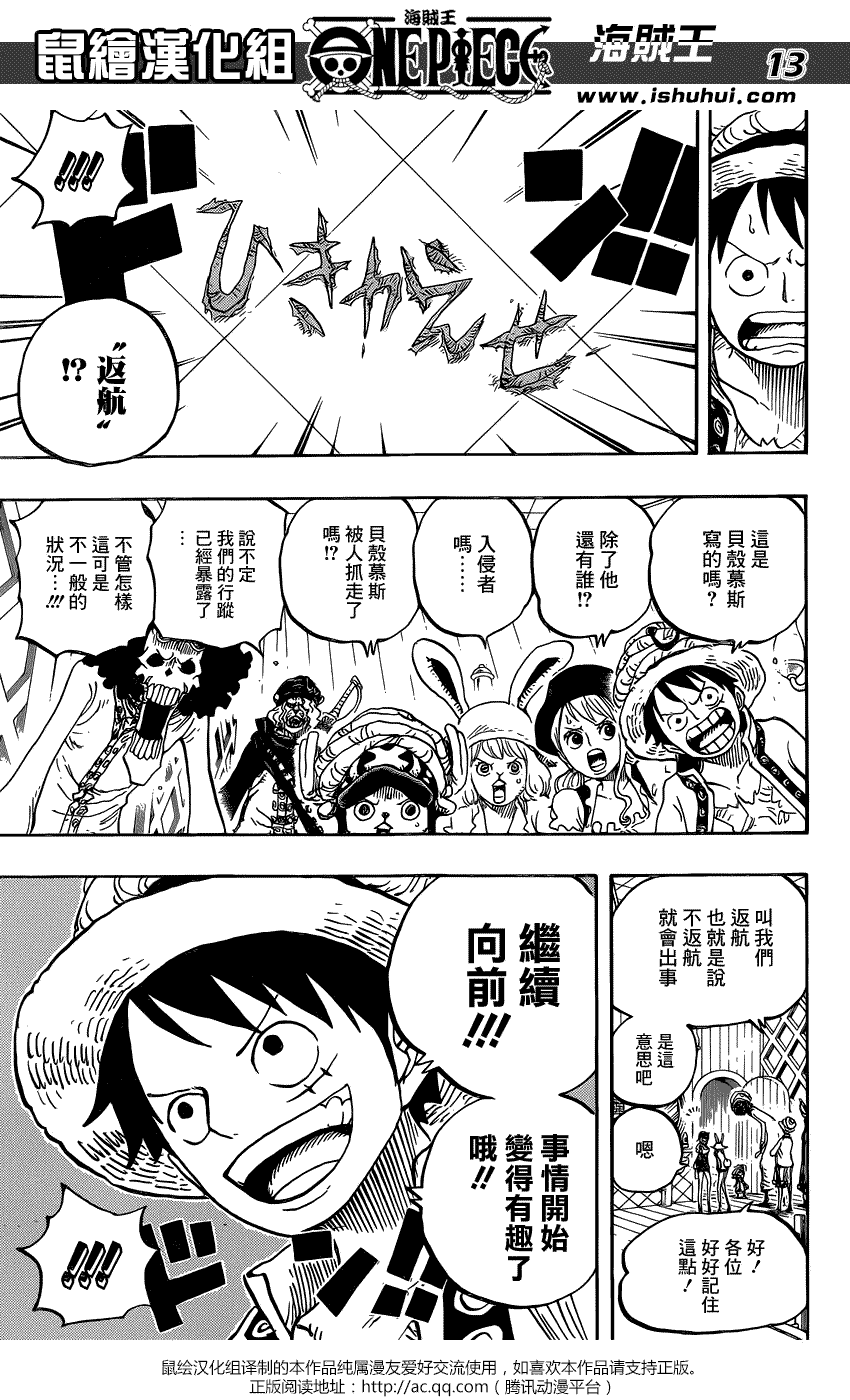 鼠繪漢化組
海賊王
ONE PIECE
海賊王
13
www.ishuhui.com
!!!
ひきかえせ
ド
ン
!!
“返航”
!?
這是
貝殼慕斯
寫的嗎?
除了他
還有誰!?
入侵者
嗎……
貝殼慕斯
被人抓走了
嗎!?
說不定
我們的行蹤
已經暴露了
…
不管怎樣
這可是
不一般的
狀況…!!!
叫我們
返航
也就是說
不返航
就會出事
是這
意思吧
嗯
好!
各位
好好記住
這點!
繼續
向前!!!
事情開始
變得有趣了
哦!!
ド
ン
!!
!!!
鼠绘汉化组译制的本作品纯属漫友爱好交流使用，如喜欢本作品请支持正版。
正版阅读地址：http://ac.qq.com（腾讯动漫平台）